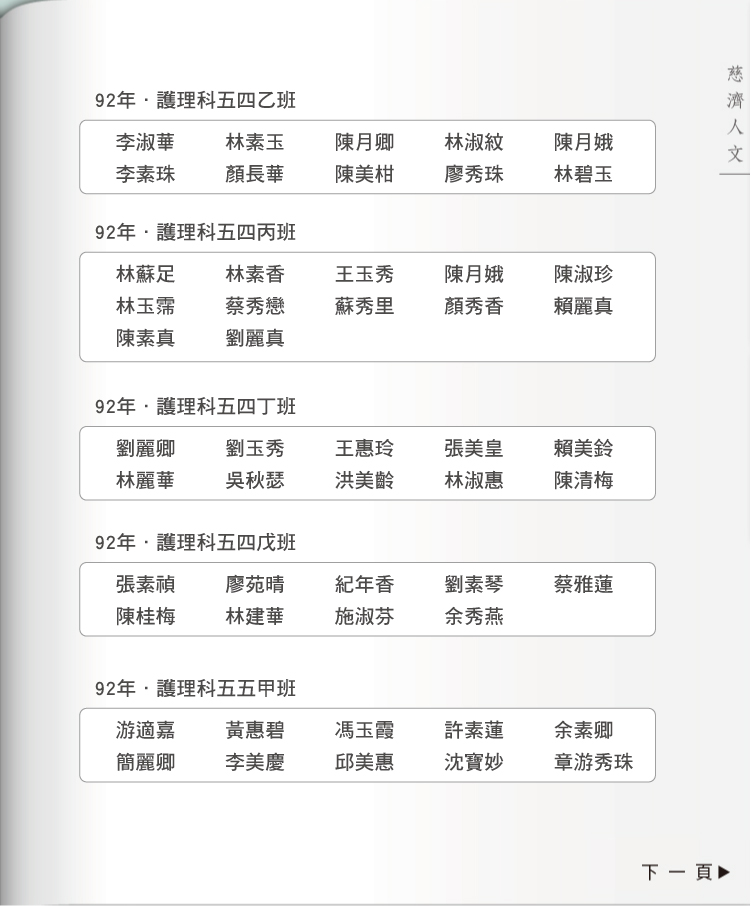 慈濟人文
92年．護理科五四乙班
李淑華 林素玉 陳月卿 林淑紋 陳月娥
李素珠 顏長華 陳美柑 廖秀珠 林碧玉
92年．護理科五四丙班
林蘇足 林素香 王玉秀 陳月娥 陳淑珍
林玉霈 蔡秀戀 蘇秀里 顏秀香 賴麗真
陳素真 劉麗真
92年．護理科五四丁班
劉麗卿 劉玉秀 王惠玲 張美皇 賴美鈴
林麗華 吳秋瑟 洪美齡 林淑惠 陳清梅
92年．護理科五四戊班
張素禎 廖苑晴 紀年香 劉素琴 蔡雅蓮
陳桂梅 林建華 施淑芬 余秀燕
92年．護理科五五甲班
游適嘉 黃惠碧 馮玉霞 許素蓮 余素卿
簡麗卿 李美慶 邱美惠 沈寶妙 章游秀珠
下一頁▶